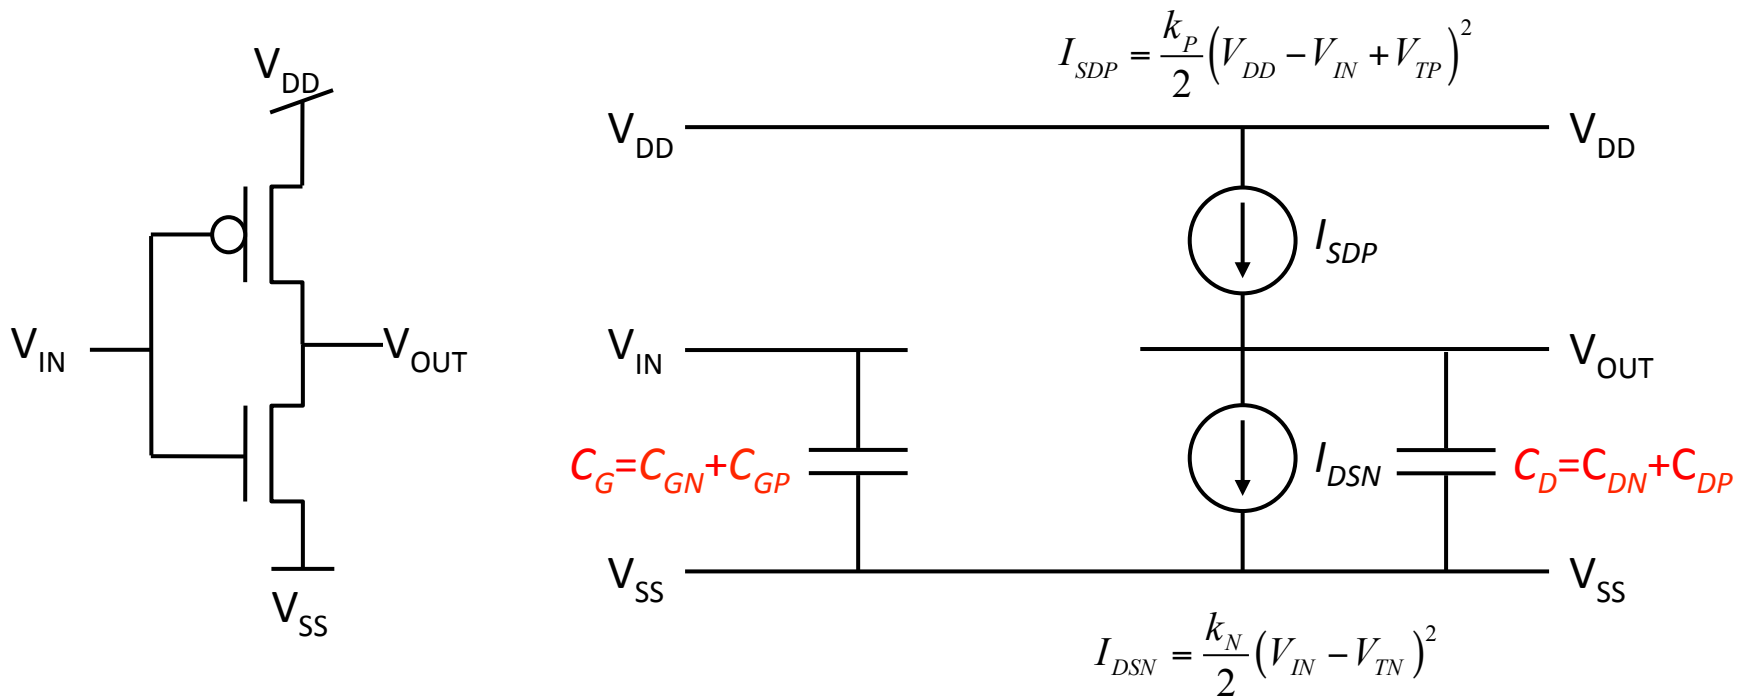 V_DD
V_IN
V_OUT
V_SS
I_SDP = k_P/2 (V_DD − V_IN + V_TP)^2
V_DD
V_DD
I_SDP
V_IN
V_OUT
C_G=C_GN+C_GP
I_DSN
C_D=C_DN+C_DP
V_SS
V_SS
I_DSN = k_N/2 (V_IN − V_TN)^2